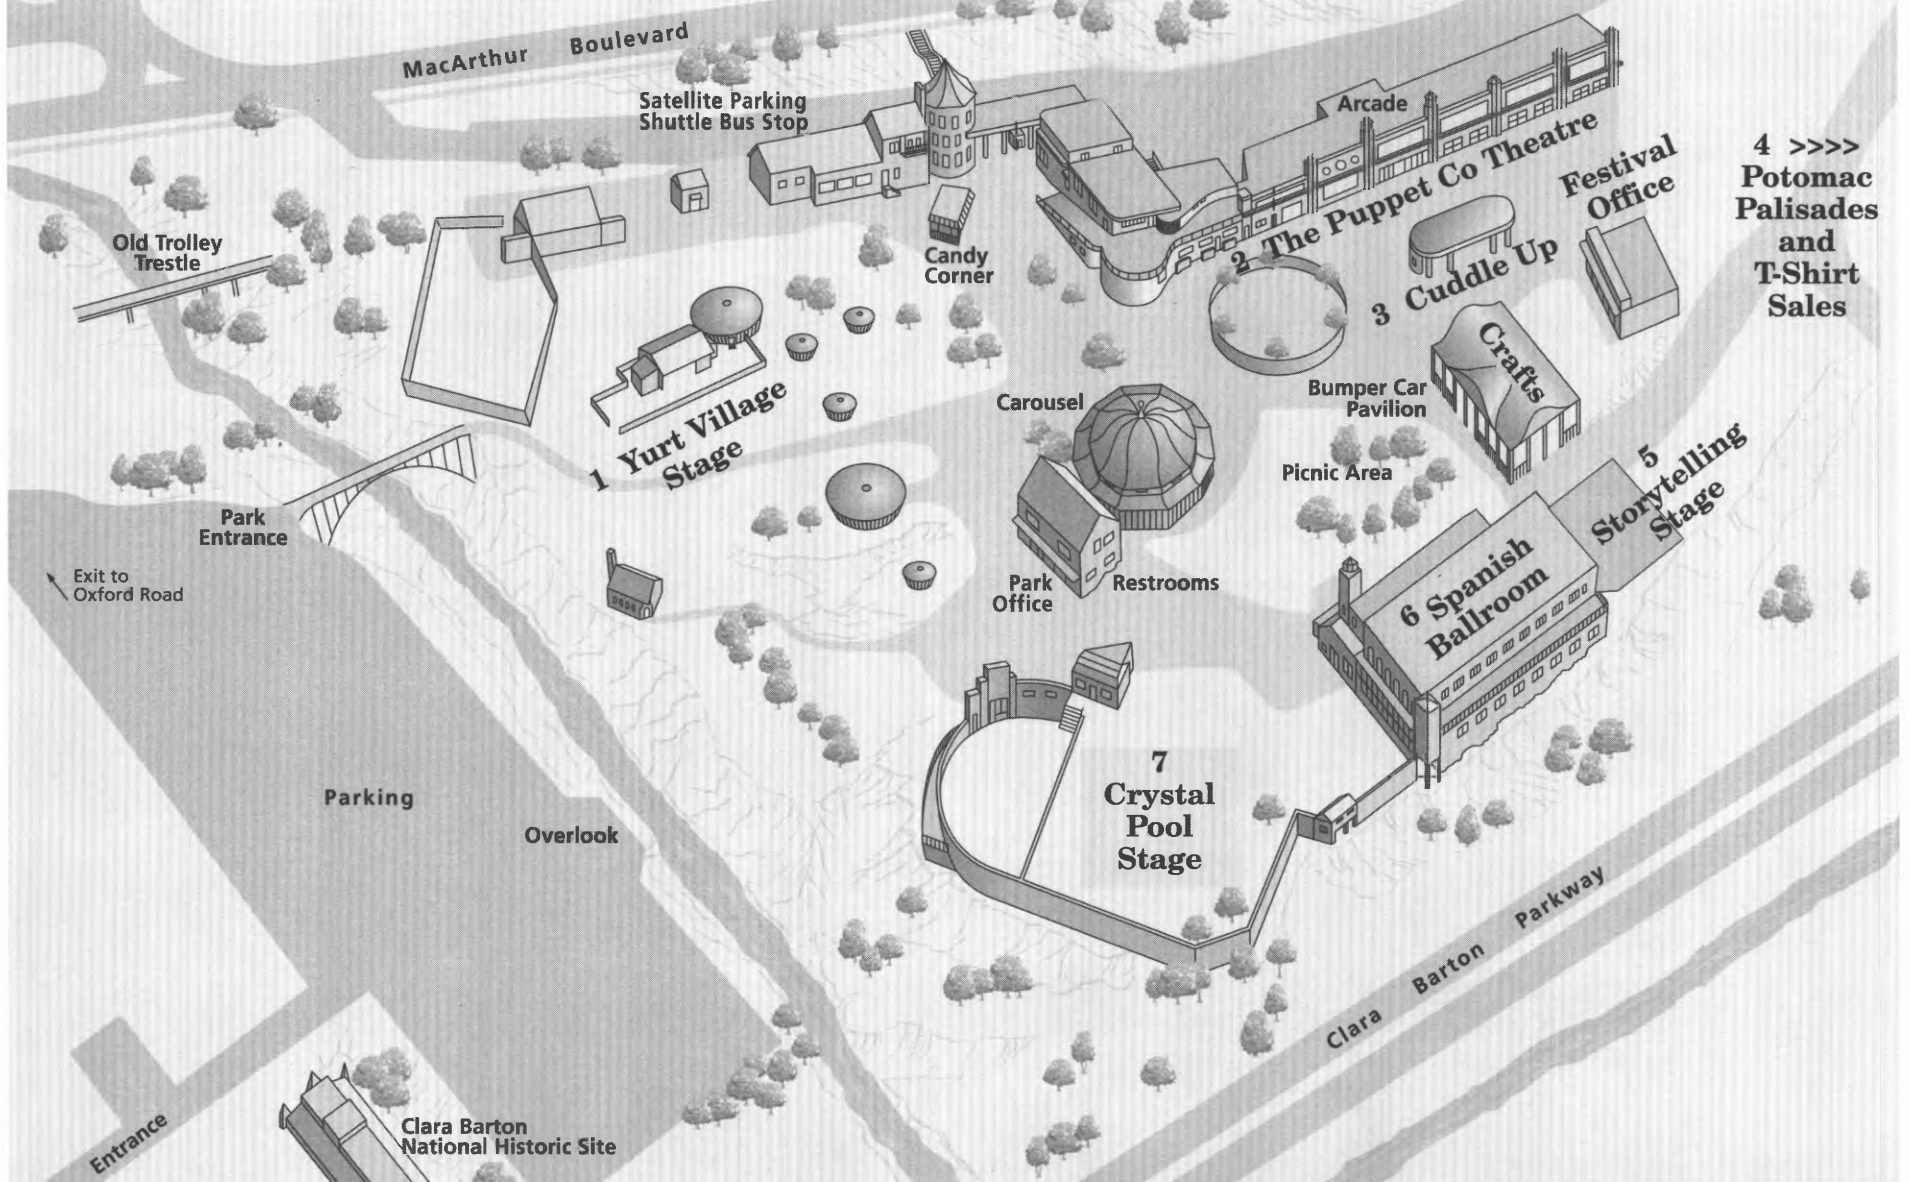 MacArthur Boulevard
Satellite Parking
Shuttle Bus Stop
Arcade
4 >>>>
Potomac
Palisades
and
T-Shirt
Sales
Festival
Office
2 The Puppet Co Theatre
3 Cuddle Up
Old Trolley
Trestle
Candy
Corner
Crafts
Bumper Car
Pavilion
Carousel
1 Yurt Village
Stage
Picnic Area
5
Storytelling
Stage
Park
Entrance
Exit to
Oxford Road
Park
Office
Restrooms
6 Spanish
Ballroom
7
Crystal
Pool
Stage
Parking
Overlook
Clara Barton Parkway
Entrance
Clara Barton
National Historic Site